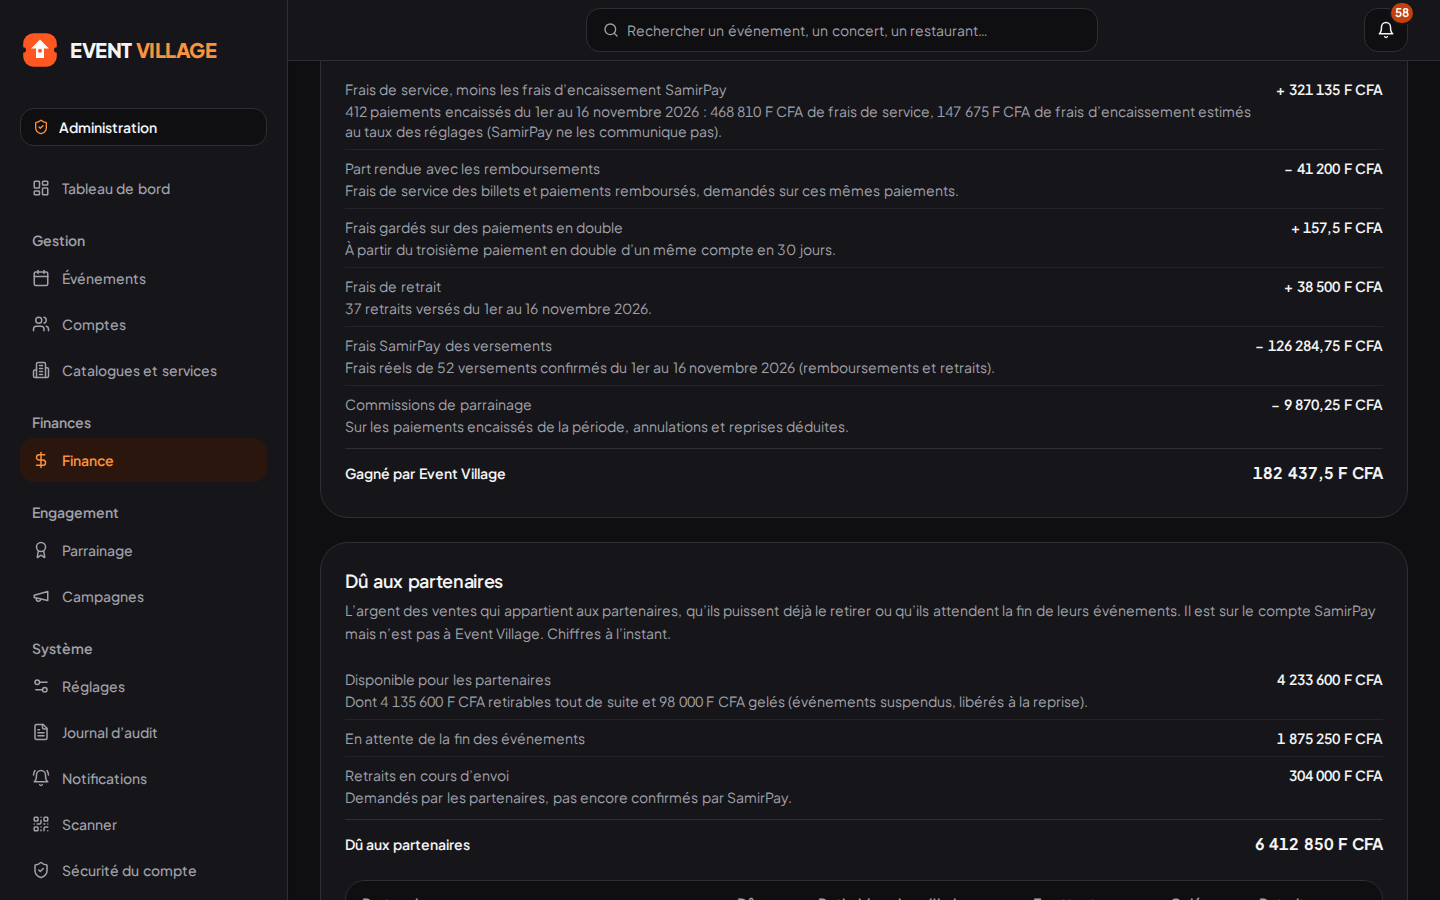 EVENT VILLAGE
Administration
Tableau de bord
Gestion
Événements
Comptes
Catalogues et services
Finances
Finance
Engagement
Parrainage
Campagnes
Système
Réglages
Journal d'audit
Notifications
Scanner
Sécurité du compte
Rechercher un événement, un concert, un restaurant...
58
Frais de service, moins les frais d'encaissement SamirPay
+ 321 135 F CFA
412 paiements encaissés du 1er au 16 novembre 2026 : 468 810 F CFA de frais de service, 147 675 F CFA de frais d'encaissement estimés
au taux des réglages (SamirPay ne les communique pas).
Part rendue avec les remboursements
− 41 200 F CFA
Frais de service des billets et paiements remboursés, demandés sur ces mêmes paiements.
Frais gardés sur des paiements en double
+ 157,5 F CFA
À partir du troisième paiement en double d'un même compte en 30 jours.
Frais de retrait
+ 38 500 F CFA
37 retraits versés du 1er au 16 novembre 2026.
Frais SamirPay des versements
− 126 284,75 F CFA
Frais réels de 52 versements confirmés du 1er au 16 novembre 2026 (remboursements et retraits).
Commissions de parrainage
− 9 870,25 F CFA
Sur les paiements encaissés de la période, annulations et reprises déduites.
Gagné par Event Village
182 437,5 F CFA
Dû aux partenaires
L'argent des ventes qui appartient aux partenaires, qu'ils puissent déjà le retirer ou qu'ils attendent la fin de leurs événements. Il est sur le compte SamirPay
mais n'est pas à Event Village. Chiffres à l'instant.
Disponible pour les partenaires
4 233 600 F CFA
Dont 4 135 600 F CFA retirables tout de suite et 98 000 F CFA gelés (événements suspendus, libérés à la reprise).
En attente de la fin des événements
1 875 250 F CFA
Retraits en cours d'envoi
304 000 F CFA
Demandés par les partenaires, pas encore confirmés par SamirPay.
Dû aux partenaires
6 412 850 F CFA